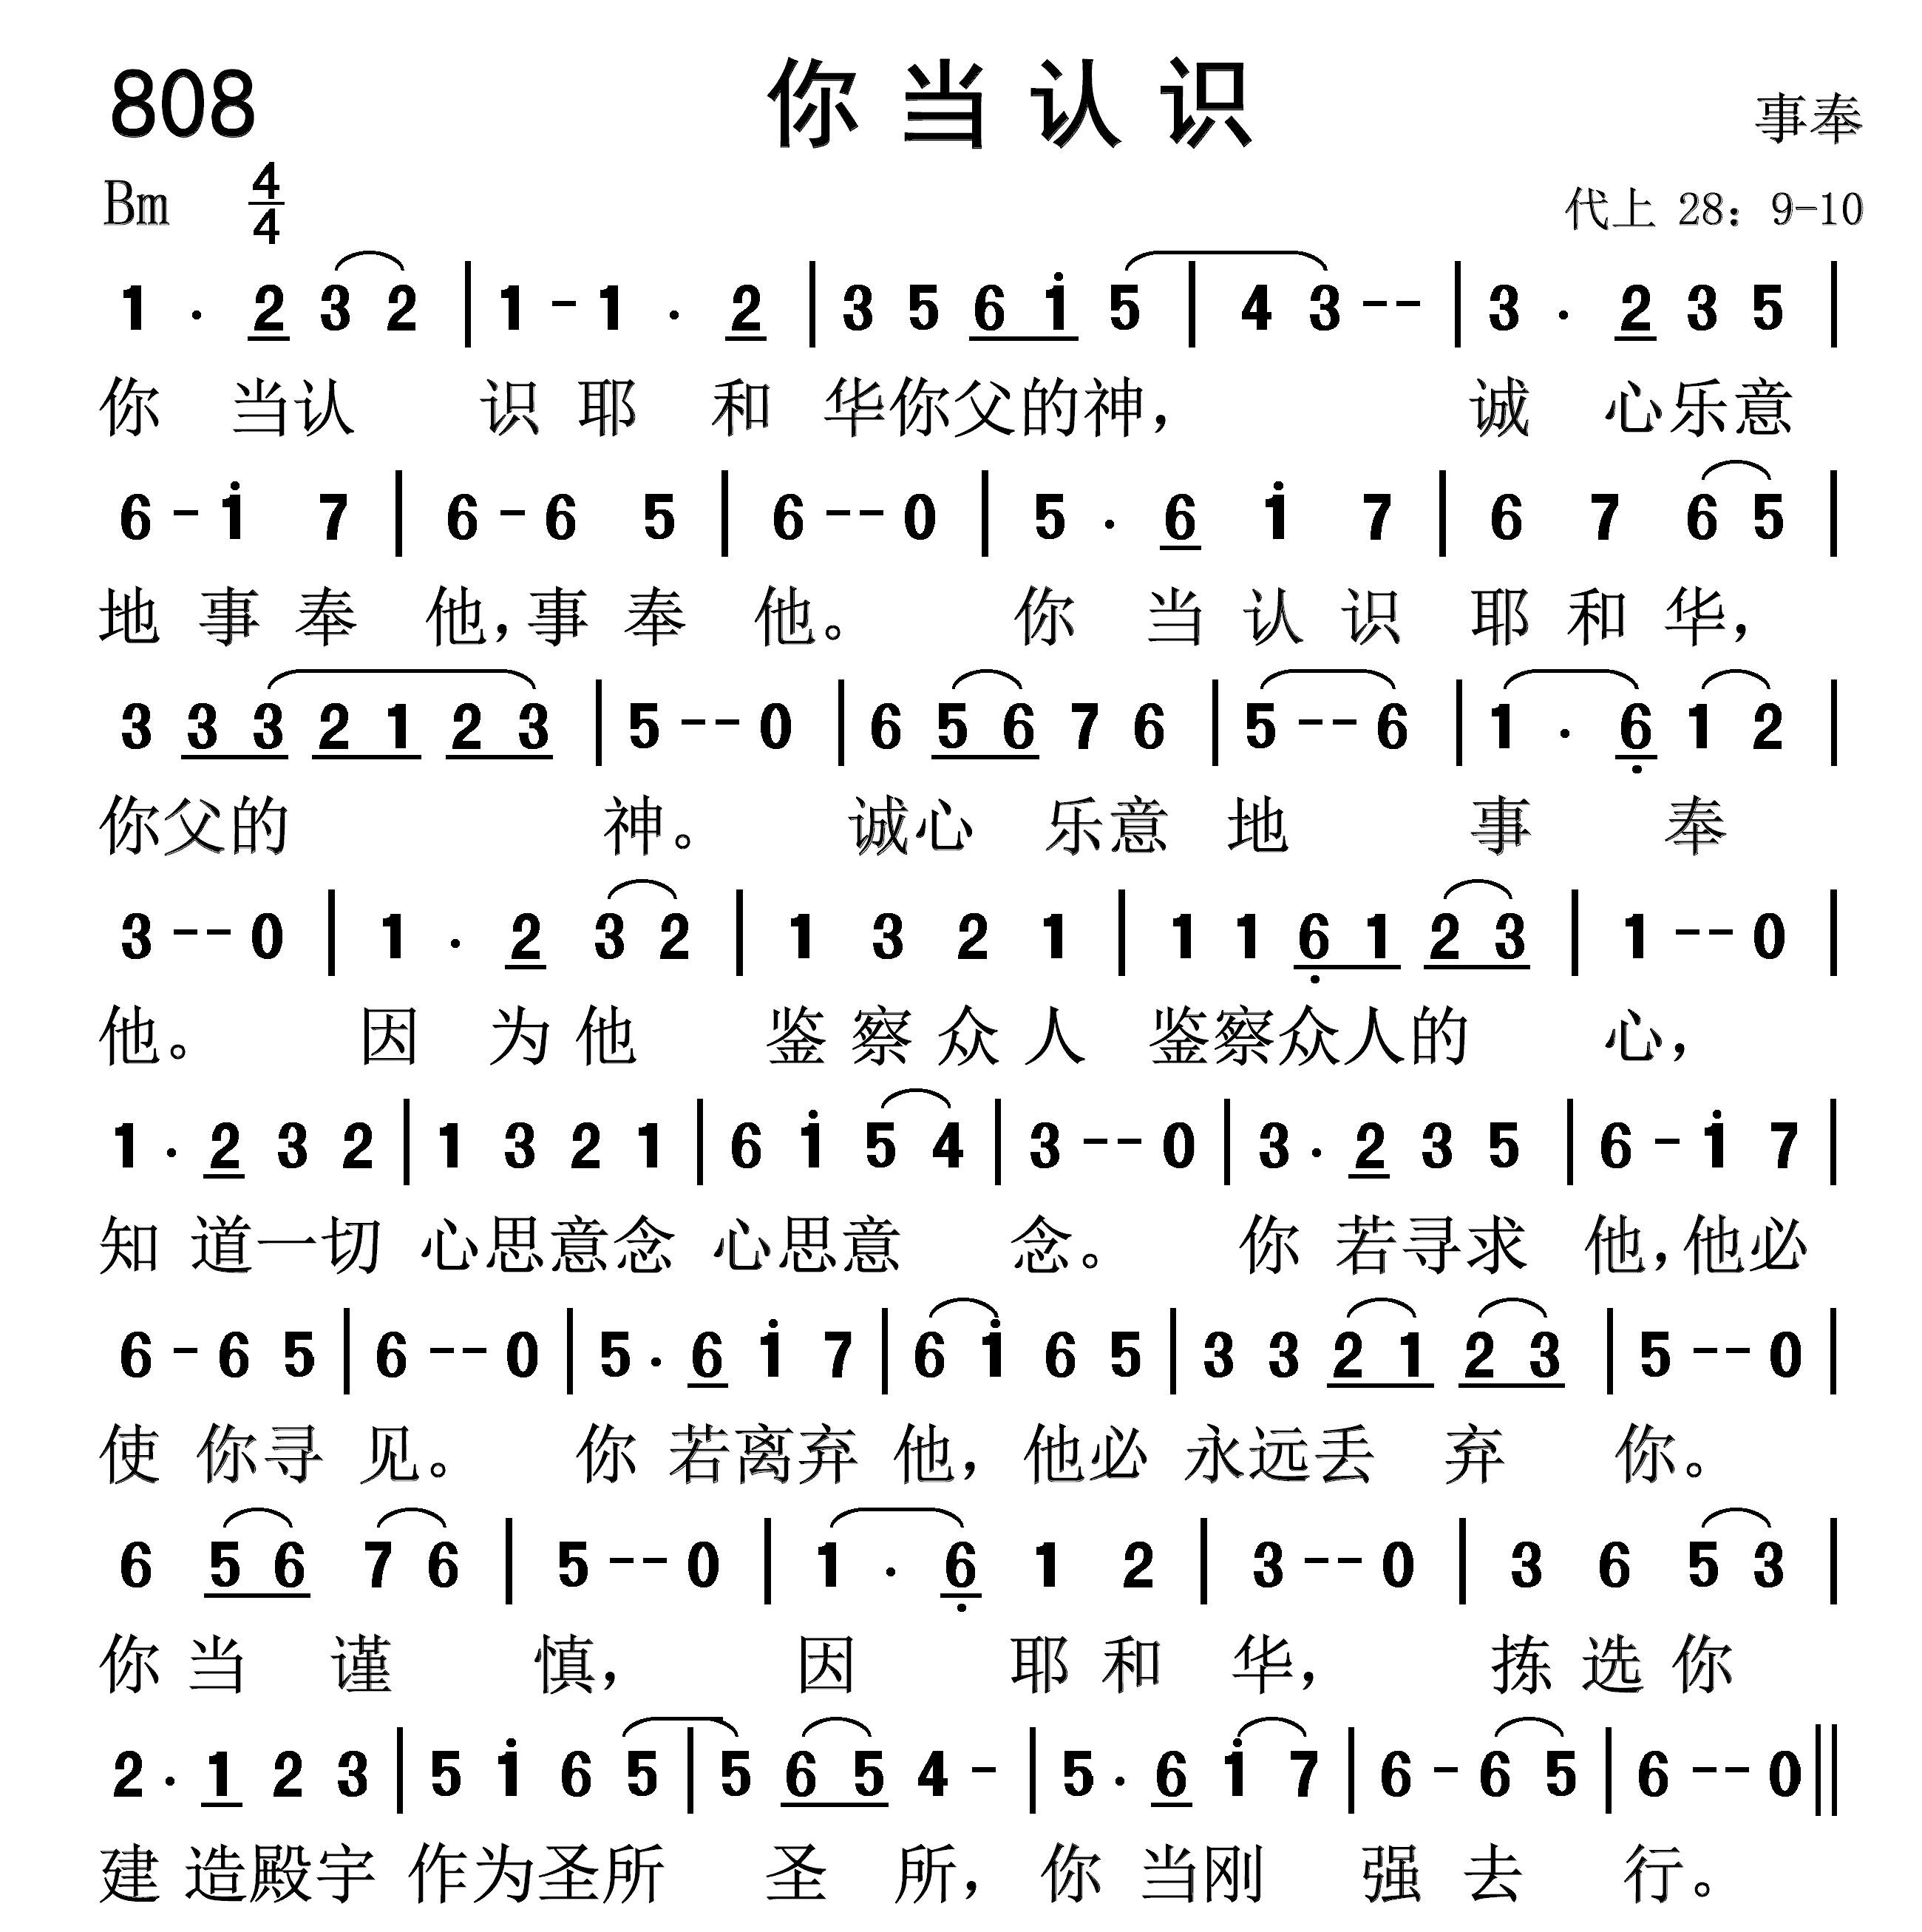 808 你当认识 事奉
Bm 4/4 代上 28：9-10
1 . 2 3 2 | 1 - 1 . 2 | 3 5 6 i 5 | 4 3 - - | 3 . 2 3 5 |
你 当认 识 耶 和 华你父的神， 诚 心乐意
6 - i 7 | 6 - 6 5 | 6 - - 0 | 5 . 6 i 7 | 6 7 6 5 |
地 事 奉 他，事 奉 他。 你 当 认 识 耶 和 华，
3 3 3 2 1 2 3 | 5 - - 0 | 6 5 6 7 6 | 5 - - 6 | 1 . 6 1 2 |
你父的 神。 诚心 乐意 地 事 奉
3 - - 0 | 1 . 2 3 2 | 1 3 2 1 | 1 1 6 1 2 3 | 1 - - 0 |
他。 因 为他 鉴 察 众 人 鉴察众人的 心，
1 . 2 3 2 | 1 3 2 1 | 6 i 5 4 | 3 - - 0 | 3 . 2 3 5 | 6 - i 7 |
知 道一切 心思意念 心思意 念。 你 若寻求 他，他必
6 - 6 5 | 6 - - 0 | 5 . 6 i 7 | 6 i 6 5 | 3 3 2 1 2 3 | 5 - - 0 |
使 你寻 见。 你 若离弃 他，他必 永远丢 弃 你。
6 5 6 7 6 | 5 - - 0 | 1 . 6 1 2 | 3 - - 0 | 3 6 5 3 |
你 当 谨 慎， 因 耶 和 华， 拣 选 你
2 . 1 2 3 | 5 i 6 5 | 5 6 5 4 - | 5 . 6 i 7 | 6 - 6 5 | 6 - - 0 ||
建 造殿宇 作为圣所 圣 所， 你 当刚 强 去 行。